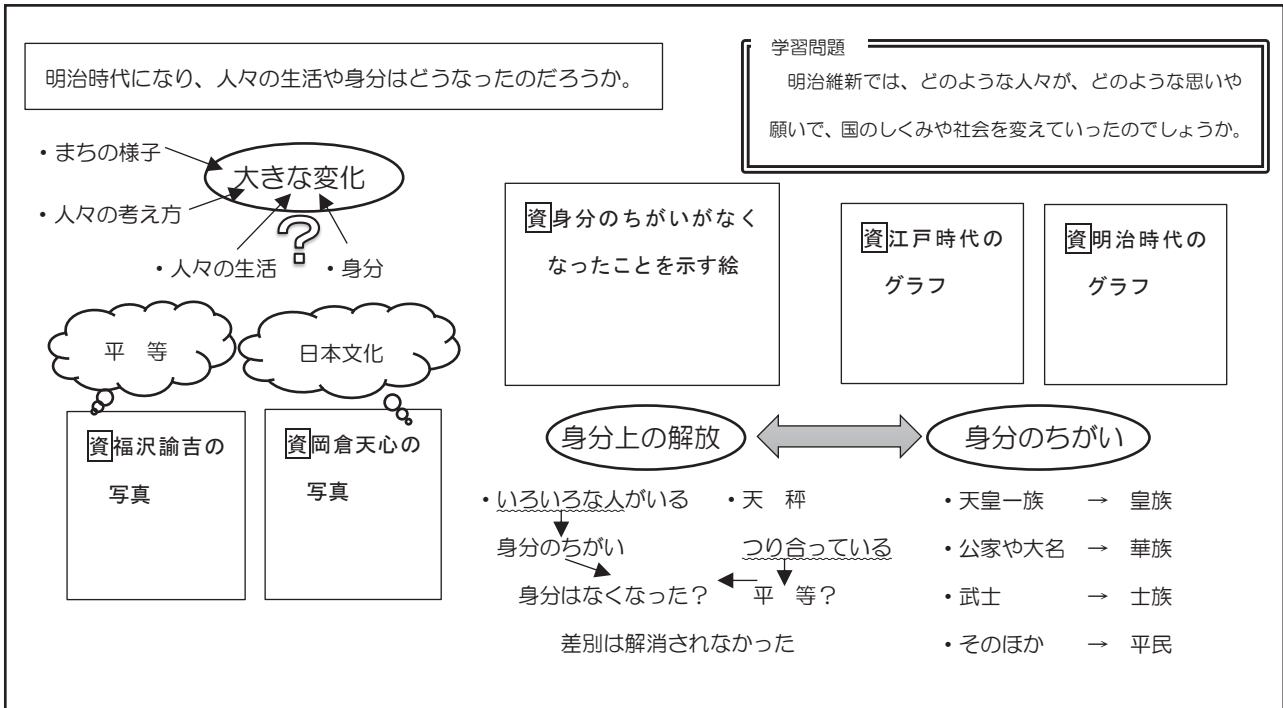 明治時代になり、人々の生活や身分はどうなったのだろうか。
学習問題
明治維新では、どのような人々が、どのような思いや
願いで、国のしくみや社会を変えていったのでしょうか。
・まちの様子
大きな変化
・人々の考え方
?
・人々の生活
・身分
平 等
日本文化
資福沢諭吉の
写真
資岡倉天心の
写真
資身分のちがいがなく
なったことを示す絵
資江戸時代の
グラフ
資明治時代の
グラフ
身分上の解放
身分のちがい
・いろいろな人がいる
・天 秤
身分のちがい
つり合っている
身分はなくなった?
平 等?
差別は解消されなかった
・天皇一族 → 皇族
・公家や大名 → 華族
・武士 → 士族
・そのほか → 平民